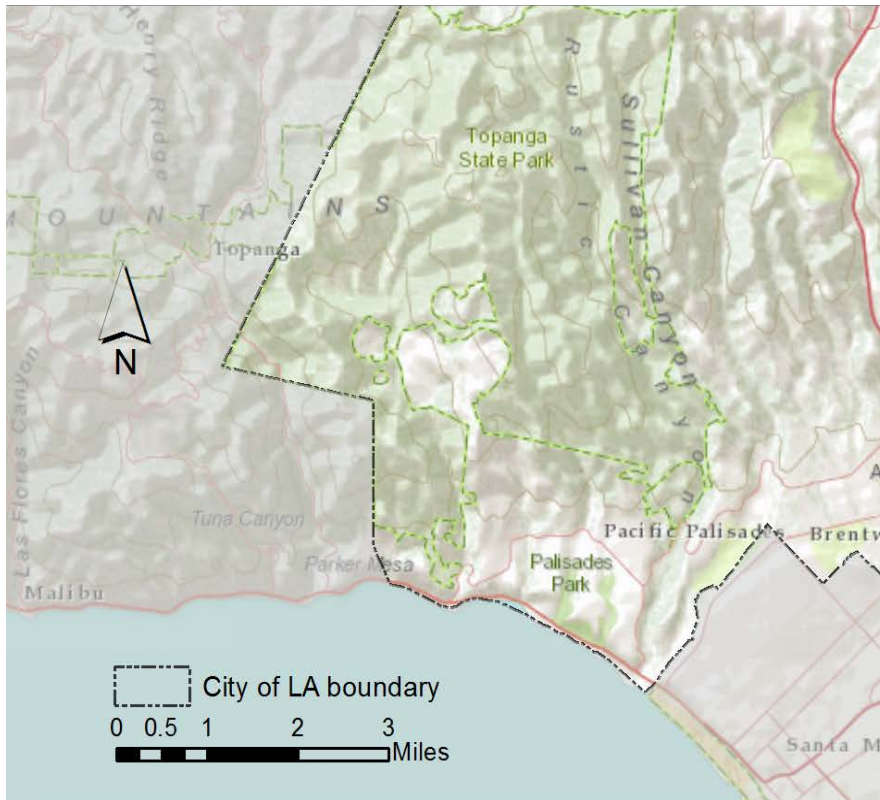 Henry Ridge
Rustic
Canyon
Sullivan Canyon
Topanga
State Park
MOUNTAINS
Topanga
N
Las Flores Canyon
Tuna Canyon
Parker Mesa
Malibu
Pacific Palisades
Brentw
A
Palisades
Park
City of LA boundary
0 0.5 1 2 3
Miles
Santa M